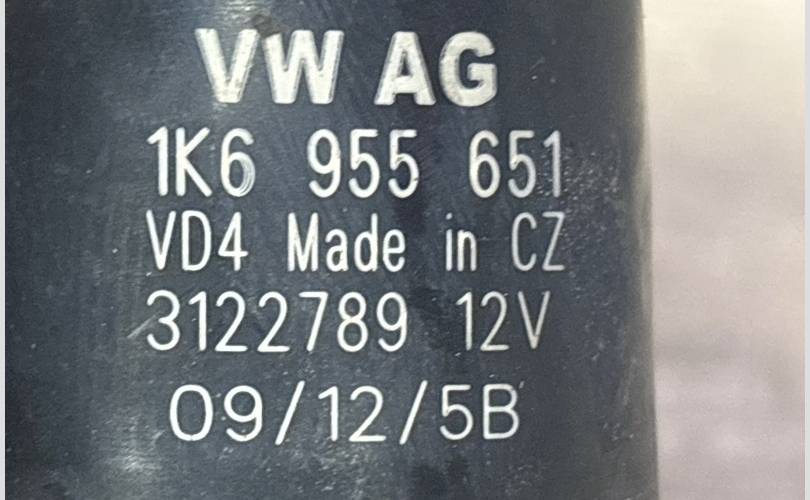 VW AG
1K6 955 651
VD4 Made in CZ
3122789 12V
09/12/5B